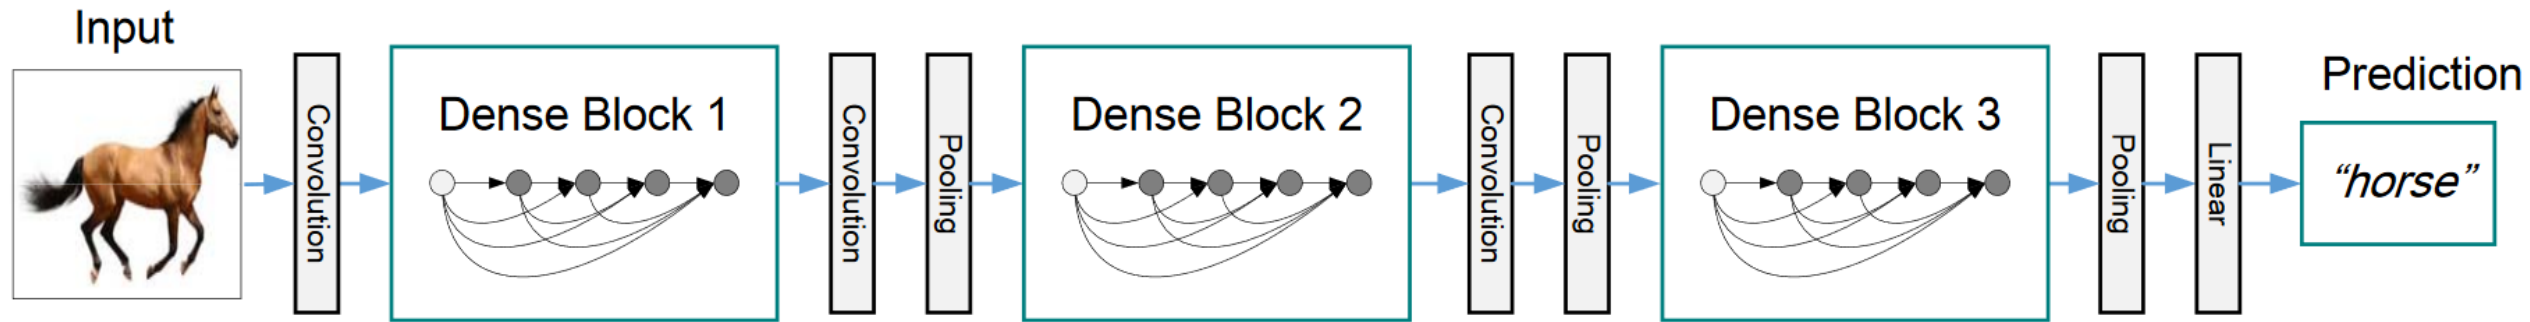 Input
Convolution
Dense Block 1
Convolution
Pooling
Dense Block 2
Convolution
Pooling
Dense Block 3
Pooling
Linear
Prediction
“horse”